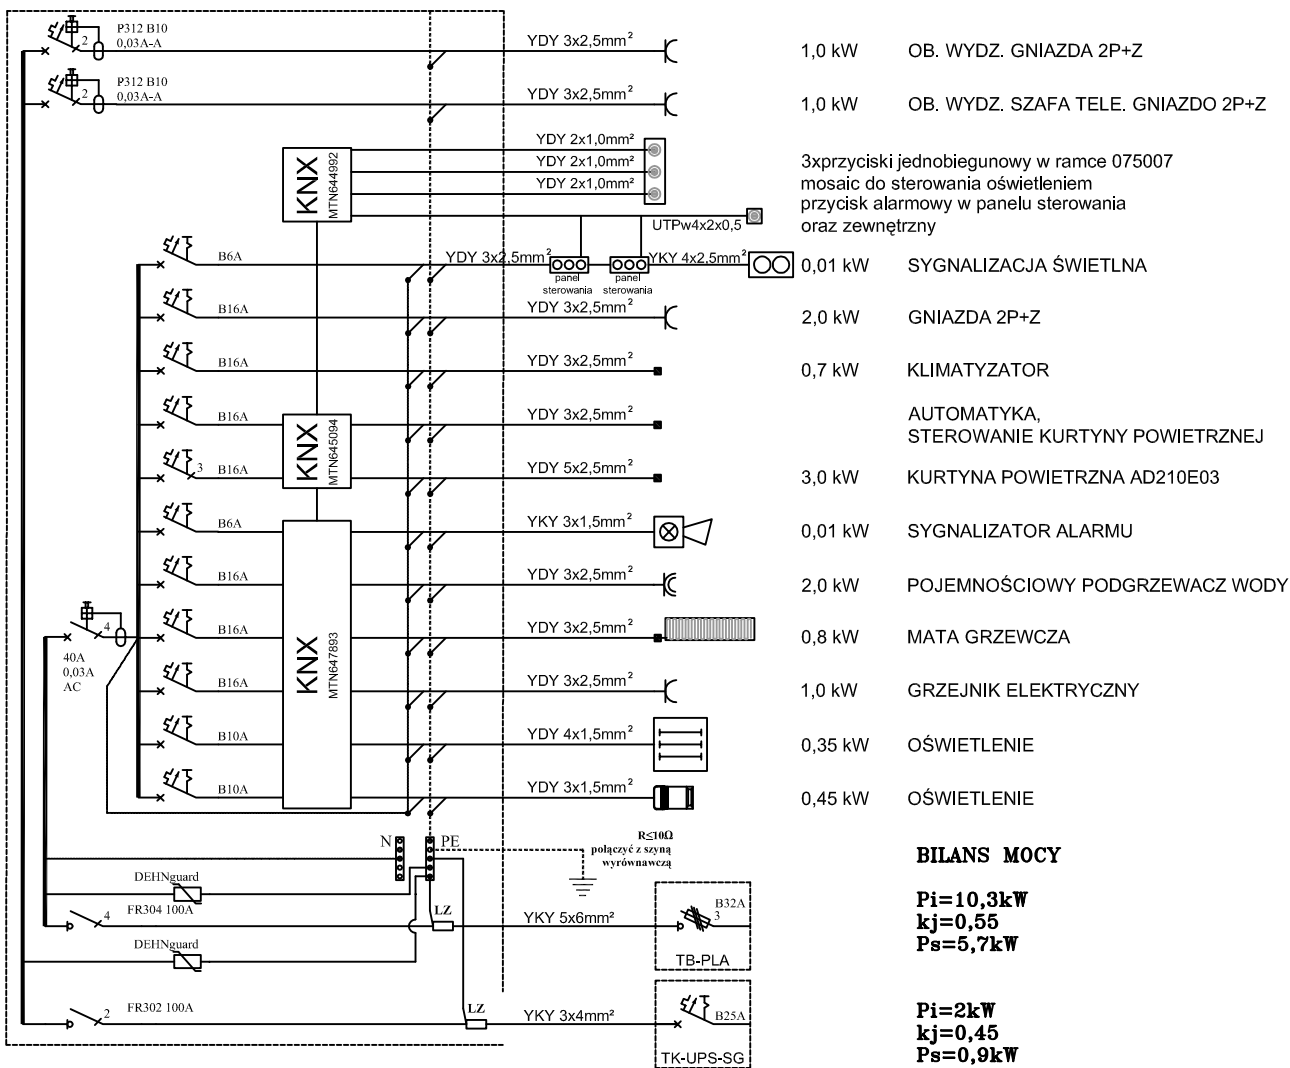 P312 B10
0,03A-A
2
YDY 3x2,5mm²
1,0 kW
OB. WYDZ. GNIAZDA 2P+Z
P312 B10
0,03A-A
2
YDY 3x2,5mm²
1,0 kW
OB. WYDZ. SZAFA TELE. GNIAZDO 2P+Z
KNX
MTN644992
YDY 2x1,0mm²
YDY 2x1,0mm²
YDY 2x1,0mm²
UTPw4x2x0,5
3xprzyciski jednobiegunowy w ramce 075007
mosaic do sterowania oświetleniem
przycisk alarmowy w panelu sterowania
oraz zewnętrzny
B6A
YDY 3x2,5mm²
panel
sterowania
panel
sterowania
YKY 4x2,5mm²
0,01 kW
SYGNALIZACJA ŚWIETLNA
B16A
YDY 3x2,5mm²
2,0 kW
GNIAZDA 2P+Z
B16A
YDY 3x2,5mm²
0,7 kW
KLIMATYZATOR
B16A
KNX
MTN645094
YDY 3x2,5mm²
AUTOMATYKA,
STEROWANIE KURTYNY POWIETRZNEJ
3
B16A
YDY 5x2,5mm²
3,0 kW
KURTYNA POWIETRZNA AD210E03
B6A
YKY 3x1,5mm²
0,01 kW
SYGNALIZATOR ALARMU
B16A
YDY 3x2,5mm²
2,0 kW
POJEMNOŚCIOWY PODGRZEWACZ WODY
4
40A
0,03A
AC
B16A
KNX
MTN647893
YDY 3x2,5mm²
0,8 kW
MATA GRZEWCZA
B16A
YDY 3x2,5mm²
1,0 kW
GRZEJNIK ELEKTRYCZNY
B10A
YDY 4x1,5mm²
0,35 kW
OŚWIETLENIE
B10A
YDY 3x1,5mm²
0,45 kW
OŚWIETLENIE
N
PE
R≤10Ω
połączyć z szyną
wyrównawczą
DEHNguard
4
FR304 100A
LZ
YKY 5x6mm²
B32A
3
TB-PLA
DEHNguard
2
FR302 100A
LZ
YKY 3x4mm²
B25A
TK-UPS-SG
BILANS MOCY
Pi=10,3kW
kj=0,55
Ps=5,7kW
Pi=2kW
kj=0,45
Ps=0,9kW